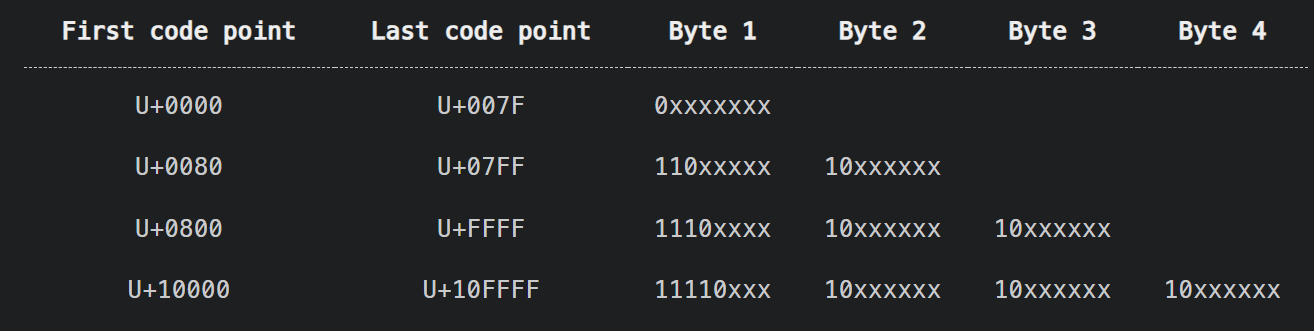 First code point Last code point Byte 1 Byte 2 Byte 3 Byte 4
U+0000 U+007F 0xxxxxxx
U+0080 U+07FF 110xxxxx 10xxxxxx
U+0800 U+FFFF 1110xxxx 10xxxxxx 10xxxxxx
U+10000 U+10FFFF 11110xxx 10xxxxxx 10xxxxxx 10xxxxxx